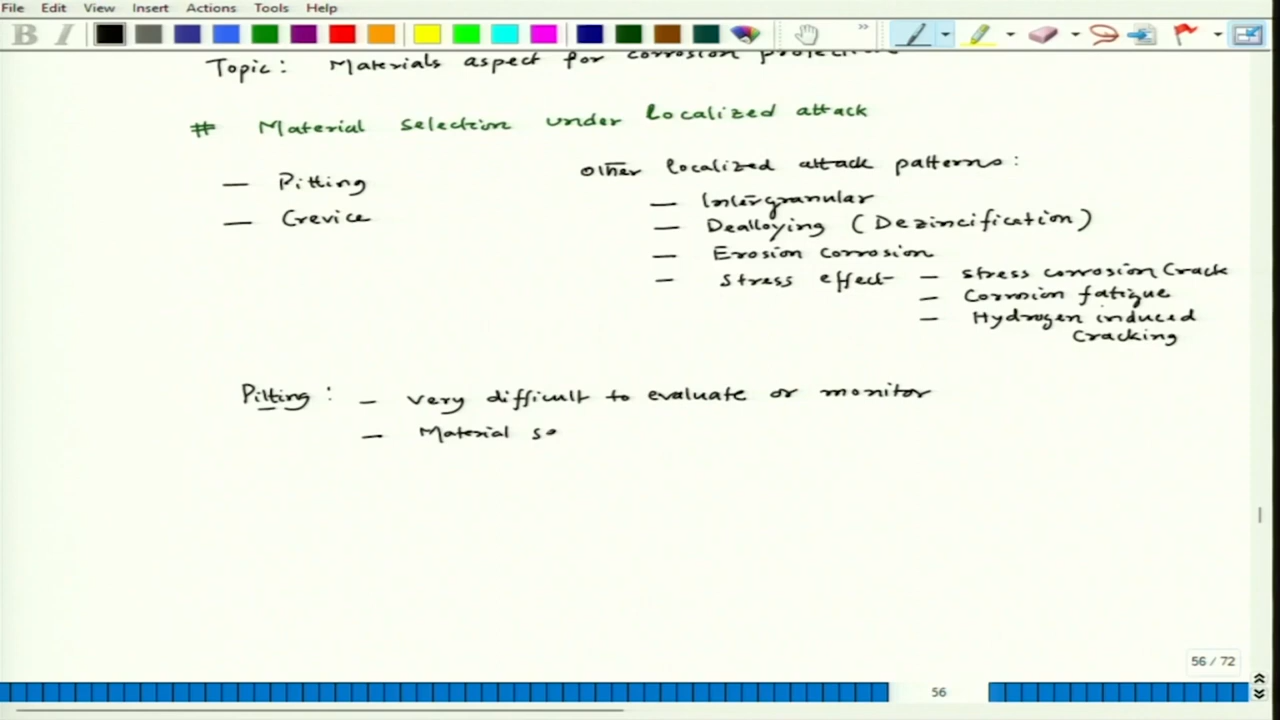 File Edit View Insert Actions Tools Help
B I
Topic: Materials aspect for corrosion protection
# Material selection under localized attack
— Pitting
— Crevice
Other localized attack patterns:
— Intergranular
— Dealloying (Dezincification)
— Erosion corrosion
— Stress effect — Stress corrosion Crack
— Corrosion fatigue
— Hydrogen induced
Cracking
Pitting: — Very difficult to evaluate or monitor
— Material so
56 / 72
56